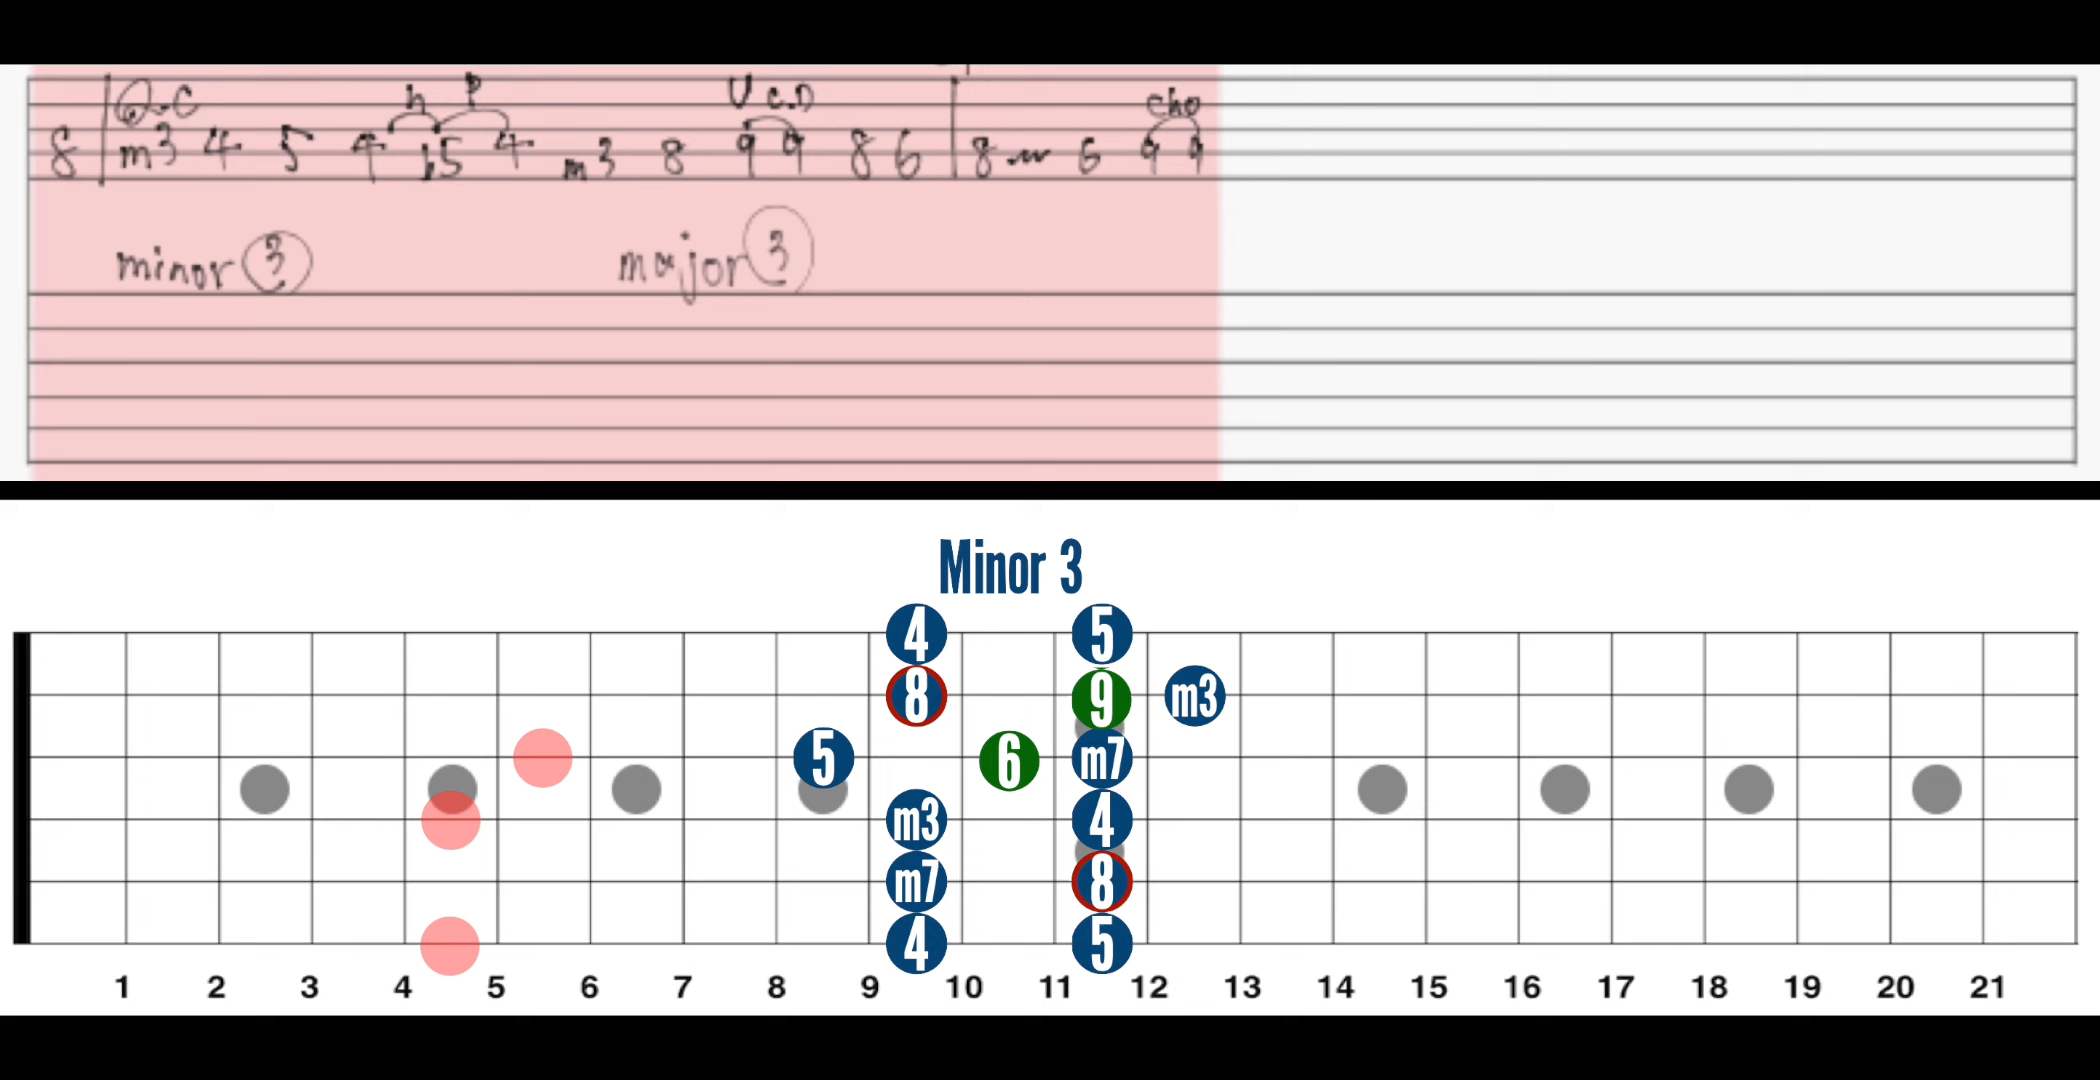 Q.C h P U C.D cho
8 m3 4 5 4 ♭5 4 m3 8 9 9 8 6 8 6 9 9
minor 3 major 3
Minor 3
4 5
8 9 m3
5 6 m7
m3 4
m7 8
4 5
1 2 3 4 5 6 7 8 9 10 11 12 13 14 15 16 17 18 19 20 21